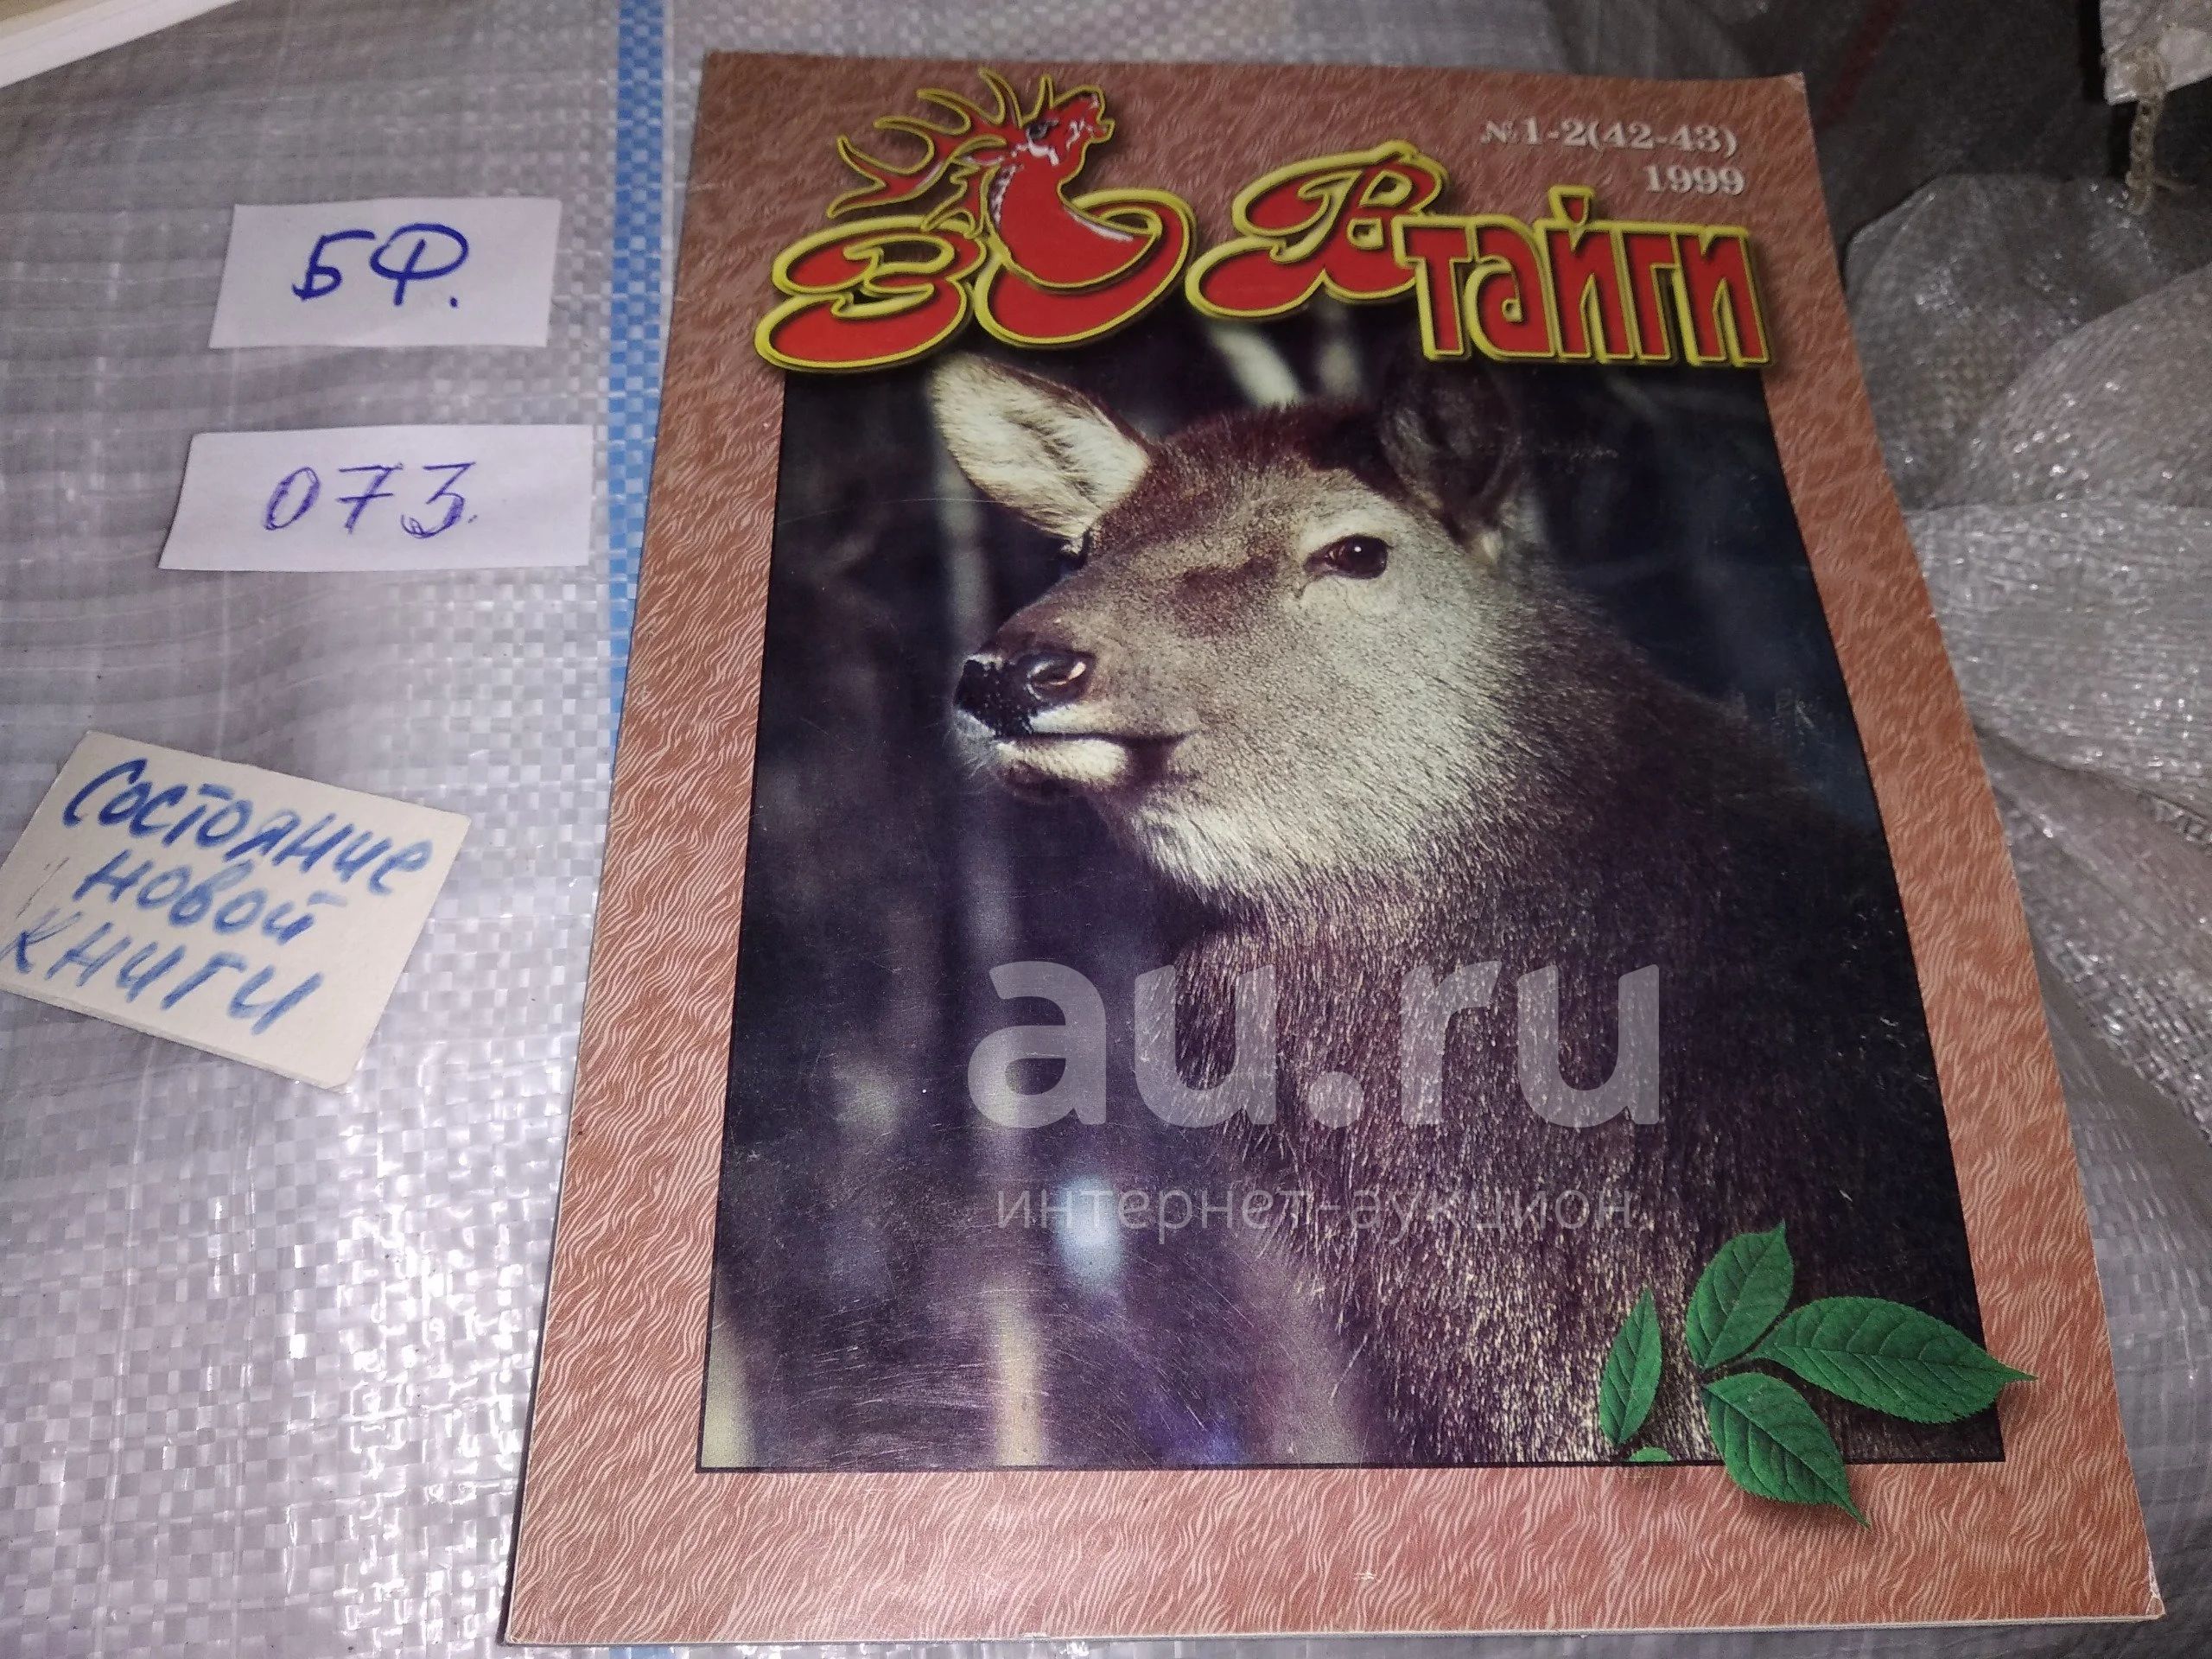 №1-2(42-43)
1999
Зов
тайги
БФ.
073.
Состояние
новой
книги
au.ru
интернет-аукцион